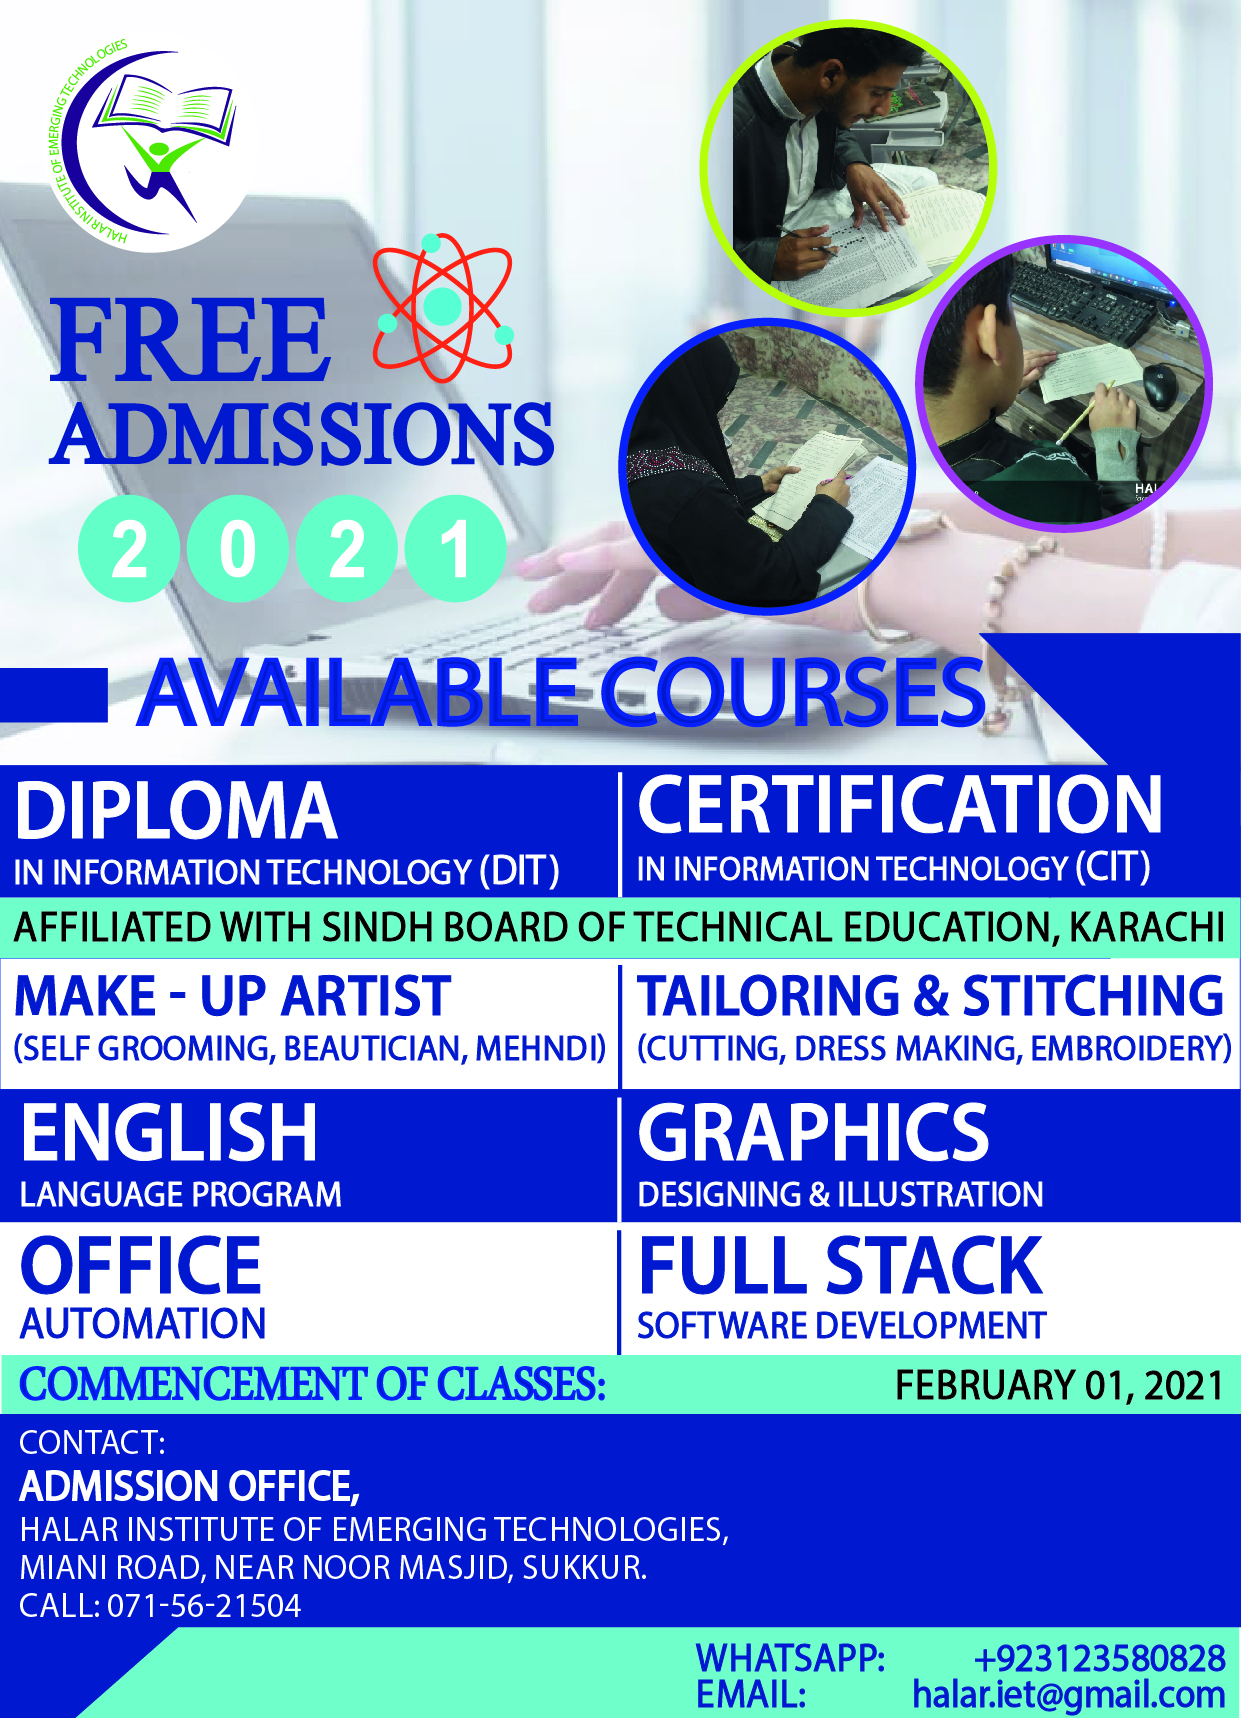 HALAR INSTITUTE OF EMERGING TECHNOLOGIES
FREE
ADMISSIONS
2021
HAL
AVAILABLE COURSES
DIPLOMA
IN INFORMATION TECHNOLOGY (DIT)
CERTIFICATION
IN INFORMATION TECHNOLOGY (CIT)
AFFILIATED WITH SINDH BOARD OF TECHNICAL EDUCATION, KARACHI
MAKE - UP ARTIST
(SELF GROOMING, BEAUTICIAN, MEHNDI)
TAILORING & STITCHING
(CUTTING, DRESS MAKING, EMBROIDERY)
ENGLISH
LANGUAGE PROGRAM
GRAPHICS
DESIGNING & ILLUSTRATION
OFFICE
AUTOMATION
FULL STACK
SOFTWARE DEVELOPMENT
COMMENCEMENT OF CLASSES: FEBRUARY 01, 2021
CONTACT:
ADMISSION OFFICE,
HALAR INSTITUTE OF EMERGING TECHNOLOGIES,
MIANI ROAD, NEAR NOOR MASJID, SUKKUR.
CALL: 071-56-21504
WHATSAPP: +923123580828
EMAIL: halar.iet@gmail.com